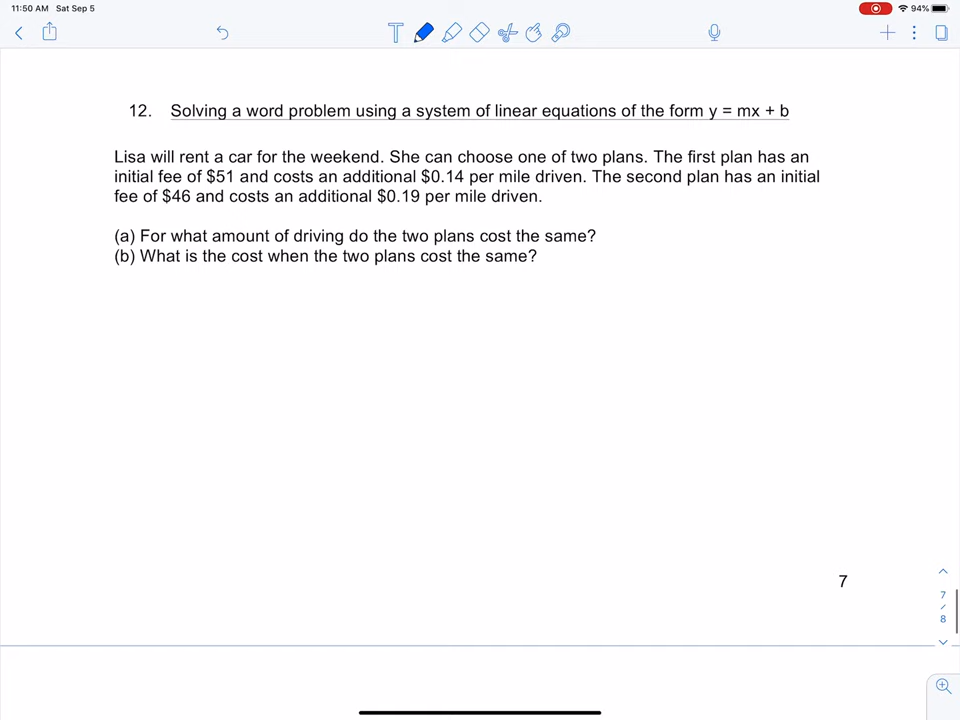 11:50 AM Sat Sep 5
94%
T
12. Solving a word problem using a system of linear equations of the form y = mx + b
Lisa will rent a car for the weekend. She can choose one of two plans. The first plan has an
initial fee of $51 and costs an additional $0.14 per mile driven. The second plan has an initial
fee of $46 and costs an additional $0.19 per mile driven.
(a) For what amount of driving do the two plans cost the same?
(b) What is the cost when the two plans cost the same?
7
7
/
8